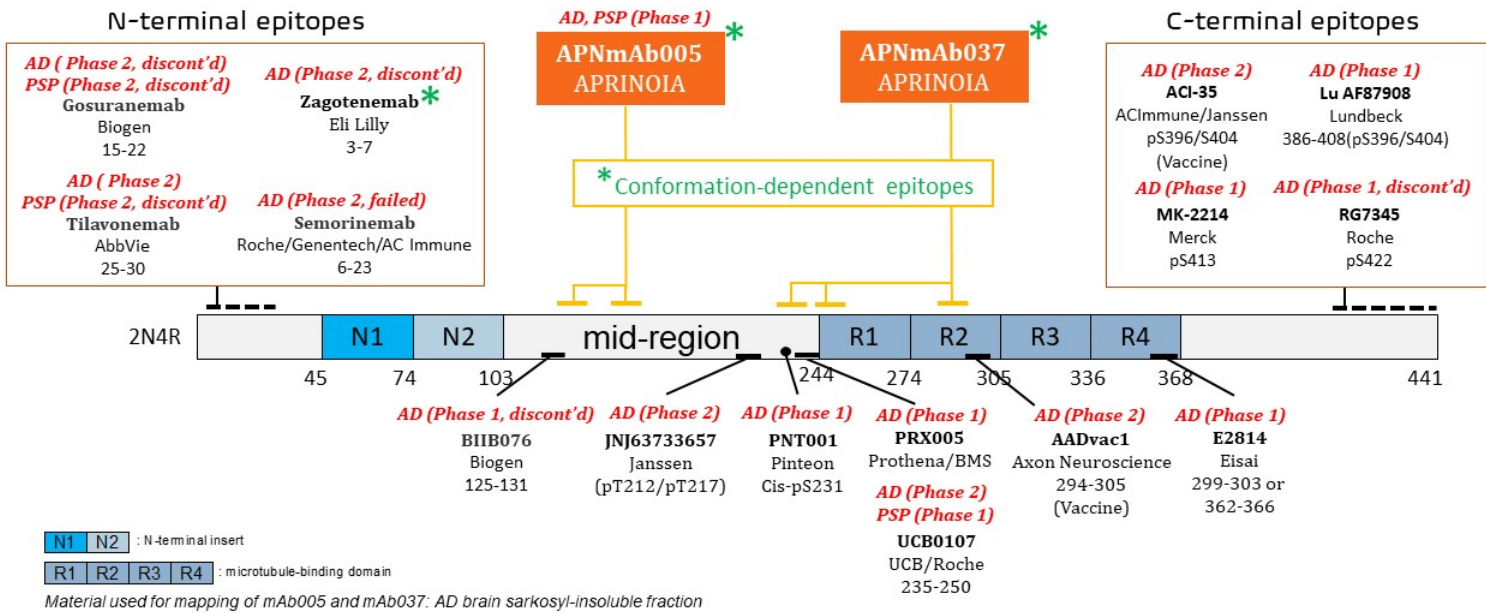 N-terminal epitopes
AD ( Phase 2, discont'd)
PSP (Phase 2, discont'd)
Gosuranemab
Biogen
15-22
AD (Phase 2, discont'd)
Zagotenemab*
Eli Lilly
3-7
AD ( Phase 2)
PSP (Phase 2, discont'd)
Tilavonemab
AbbVie
25-30
AD (Phase 2, failed)
Semorinemab
Roche/Genentech/AC Immune
6-23
AD, PSP (Phase 1)
*
APNmAb005
APRINOIA
*
APNmAb037
APRINOIA
*Conformation-dependent epitopes
C-terminal epitopes
AD (Phase 2)
ACI-35
ACImmune/Janssen
pS396/S404
(Vaccine)
AD (Phase 1)
Lu AF87908
Lundbeck
386-408(pS396/S404)
AD (Phase 1)
MK-2214
Merck
pS413
AD (Phase 1, discont'd)
RG7345
Roche
pS422
2N4R
N1
N2
mid-region
R1
R2
R3
R4
45
74
103
244
274
305
336
368
441
AD (Phase 1, discont'd)
BIIB076
Biogen
125-131
AD (Phase 2)
JNJ63733657
Janssen
(pT212/pT217)
AD (Phase 1)
PNT001
Pinteon
Cis-pS231
AD (Phase 1)
PRX005
Prothena/BMS
AD (Phase 2)
PSP (Phase 1)
UCB0107
UCB/Roche
235-250
AD (Phase 2)
AADvac1
Axon Neuroscience
294-305
(Vaccine)
AD (Phase 1)
E2814
Eisai
299-303 or
362-366
N1 N2 : N-terminal insert
R1 R2 R3 R4 : microtubule-binding domain
Material used for mapping of mAb005 and mAb037: AD brain sarkosyl-insoluble fraction